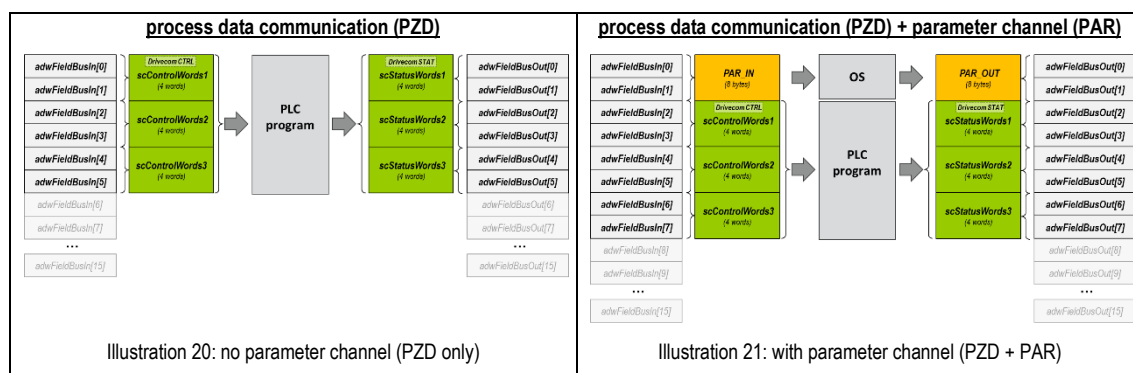 process data communication (PZD)
adwFieldBusIn[0]
adwFieldBusIn[1]
adwFieldBusIn[2]
adwFieldBusIn[3]
adwFieldBusIn[4]
adwFieldBusIn[5]
adwFieldBusIn[6]
adwFieldBusIn[7]
...
adwFieldBusIn[15]
Drivecom CTRL
scControlWords1
(4 words)
scControlWords2
(4 words)
scControlWords3
(4 words)
PLC
program
Drivecom STAT
scStatusWords1
(4 words)
scStatusWords2
(4 words)
scStatusWords3
(4 words)
adwFieldBusOut[0]
adwFieldBusOut[1]
adwFieldBusOut[2]
adwFieldBusOut[3]
adwFieldBusOut[4]
adwFieldBusOut[5]
adwFieldBusOut[6]
adwFieldBusOut[7]
...
adwFieldBusOut[15]
Illustration 20: no parameter channel (PZD only)
process data communication (PZD) + parameter channel (PAR)
adwFieldBusIn[0]
adwFieldBusIn[1]
adwFieldBusIn[2]
adwFieldBusIn[3]
adwFieldBusIn[4]
adwFieldBusIn[5]
adwFieldBusIn[6]
adwFieldBusIn[7]
adwFieldBusIn[8]
adwFieldBusIn[9]
...
adwFieldBusIn[15]
PAR_IN
(8 bytes)
Drivecom CTRL
scControlWords1
(4 words)
scControlWords2
(4 words)
scControlWords3
(4 words)
OS
PLC
program
PAR_OUT
(8 bytes)
Drivecom STAT
scStatusWords1
(4 words)
scStatusWords2
(4 words)
scStatusWords3
(4 words)
adwFieldBusOut[0]
adwFieldBusOut[1]
adwFieldBusOut[2]
adwFieldBusOut[3]
adwFieldBusOut[4]
adwFieldBusOut[5]
adwFieldBusOut[6]
adwFieldBusOut[7]
adwFieldBusOut[8]
adwFieldBusOut[9]
...
adwFieldBusOut[15]
Illustration 21: with parameter channel (PZD + PAR)